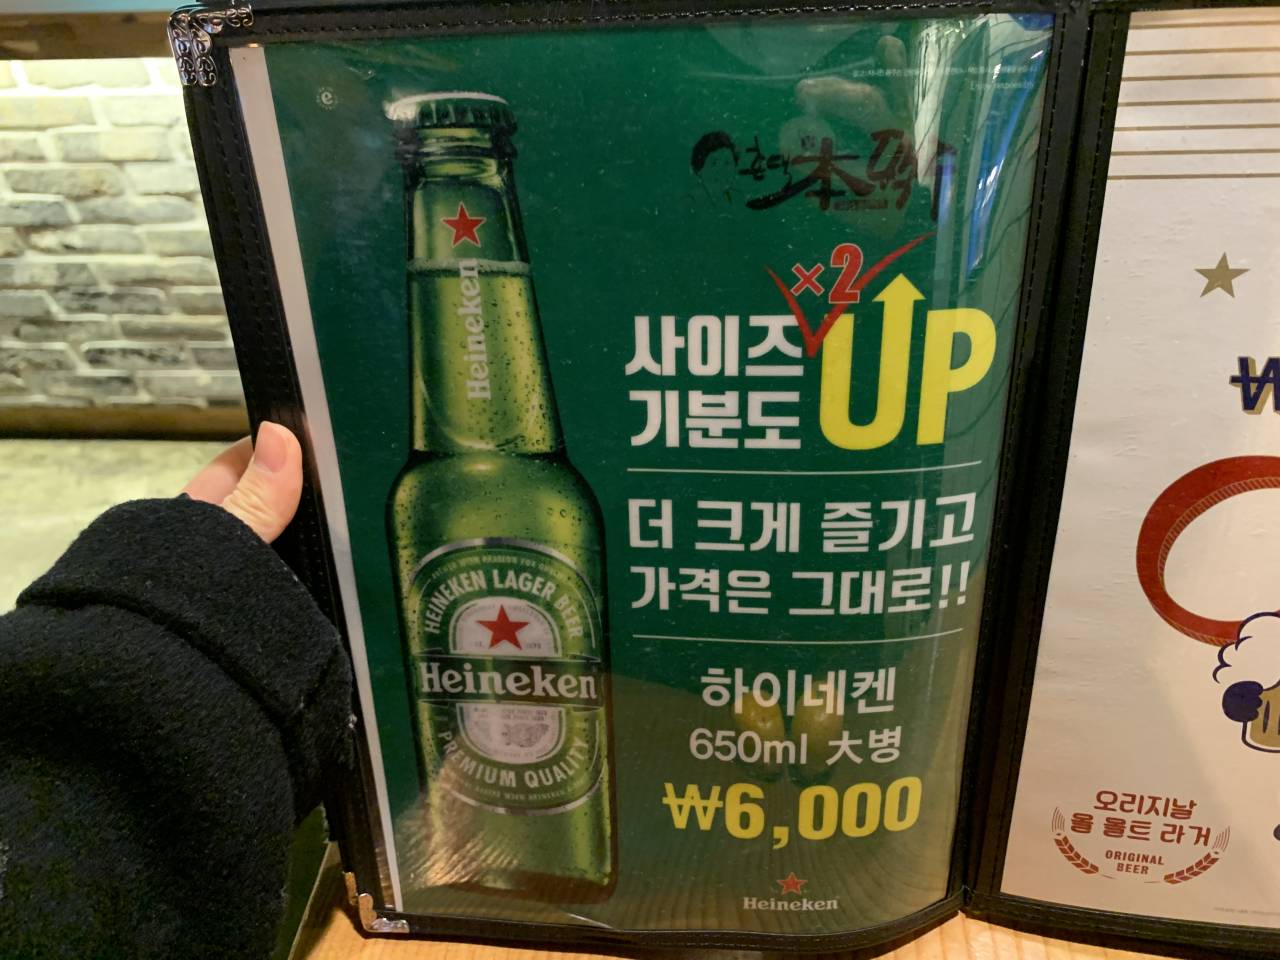 ×2
사이즈
기분도
UP
더 크게 즐기고
가격은 그대로!!
하이네켄
650ml 大병
₩6,000
Heineken
Heineken
HEINEKEN LAGER BEER
Heineken
PREMIUM QUALITY
₩
오리지날
올 몰트 라거
ORIGINAL
BEER